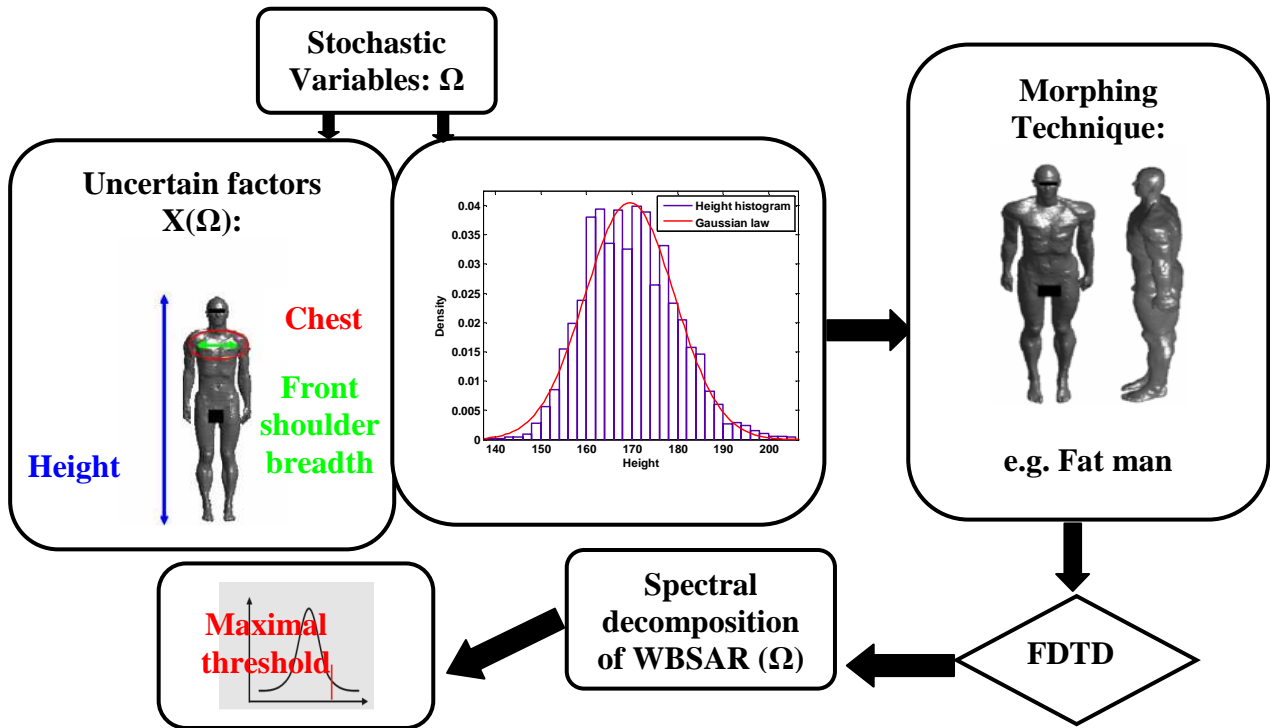 Stochastic
Variables: Ω
Uncertain factors
X(Ω):
Chest
Front
shoulder
breadth
Height
Height histogram
Gaussian law
0.04
0.035
0.03
0.025
0.02
0.015
0.01
0.005
0
Density
140 150 160 170 180 190 200
Height
Morphing
Technique:
e.g. Fat man
FDTD
Spectral
decomposition
of WBSAR (Ω)
Maximal
threshold